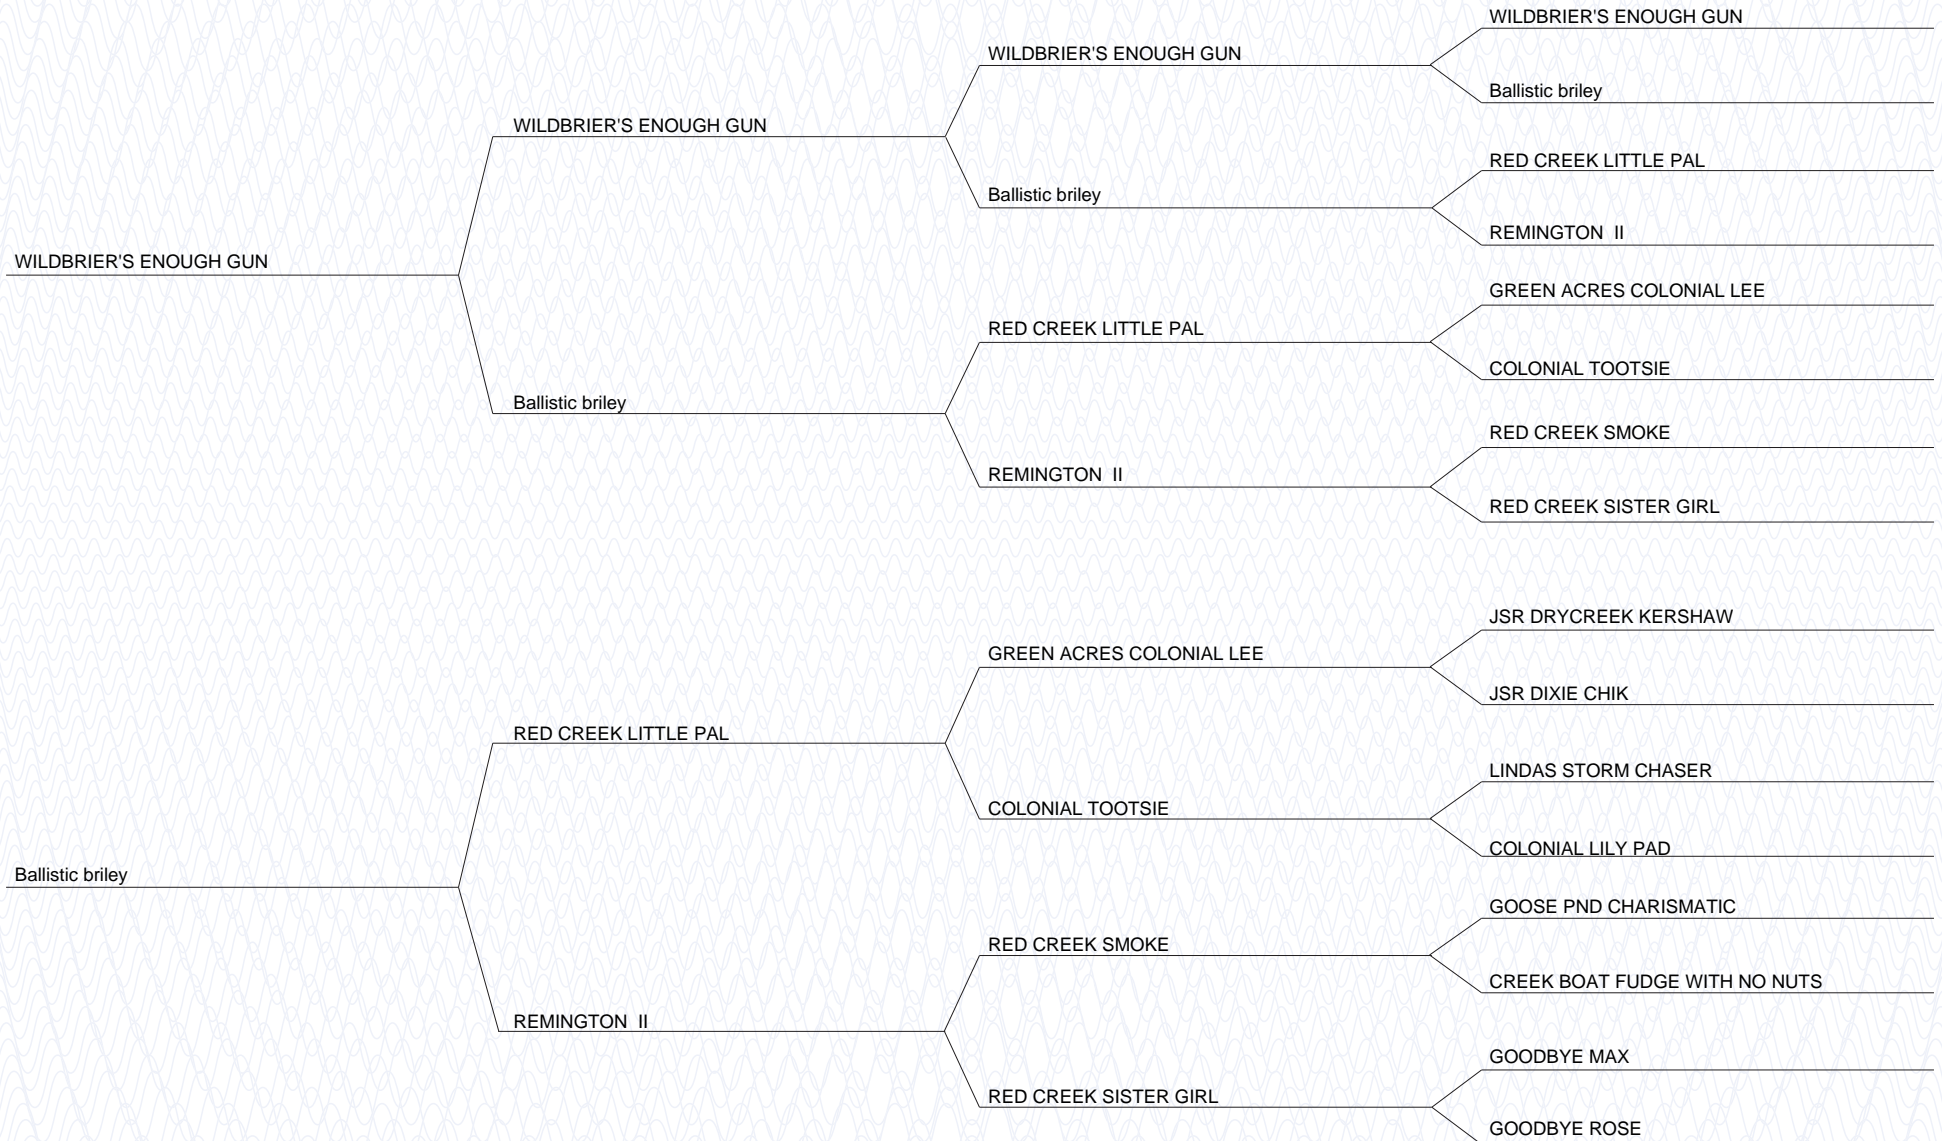 WILDBRIER'S ENOUGH GUN
WILDBRIER'S ENOUGH GUN
WILDBRIER'S ENOUGH GUN
WILDBRIER'S ENOUGH GUN
Ballistic briley
Ballistic briley
RED CREEK LITTLE PAL
REMINGTON  II
Ballistic briley
RED CREEK LITTLE PAL
GREEN ACRES COLONIAL LEE
COLONIAL TOOTSIE
REMINGTON  II
RED CREEK SMOKE
RED CREEK SISTER GIRL
Ballistic briley
RED CREEK LITTLE PAL
GREEN ACRES COLONIAL LEE
JSR DRYCREEK KERSHAW
JSR DIXIE CHIK
COLONIAL TOOTSIE
LINDAS STORM CHASER
COLONIAL LILY PAD
REMINGTON  II
RED CREEK SMOKE
GOOSE PND CHARISMATIC
CREEK BOAT FUDGE WITH NO NUTS
RED CREEK SISTER GIRL
GOODBYE MAX
GOODBYE ROSE